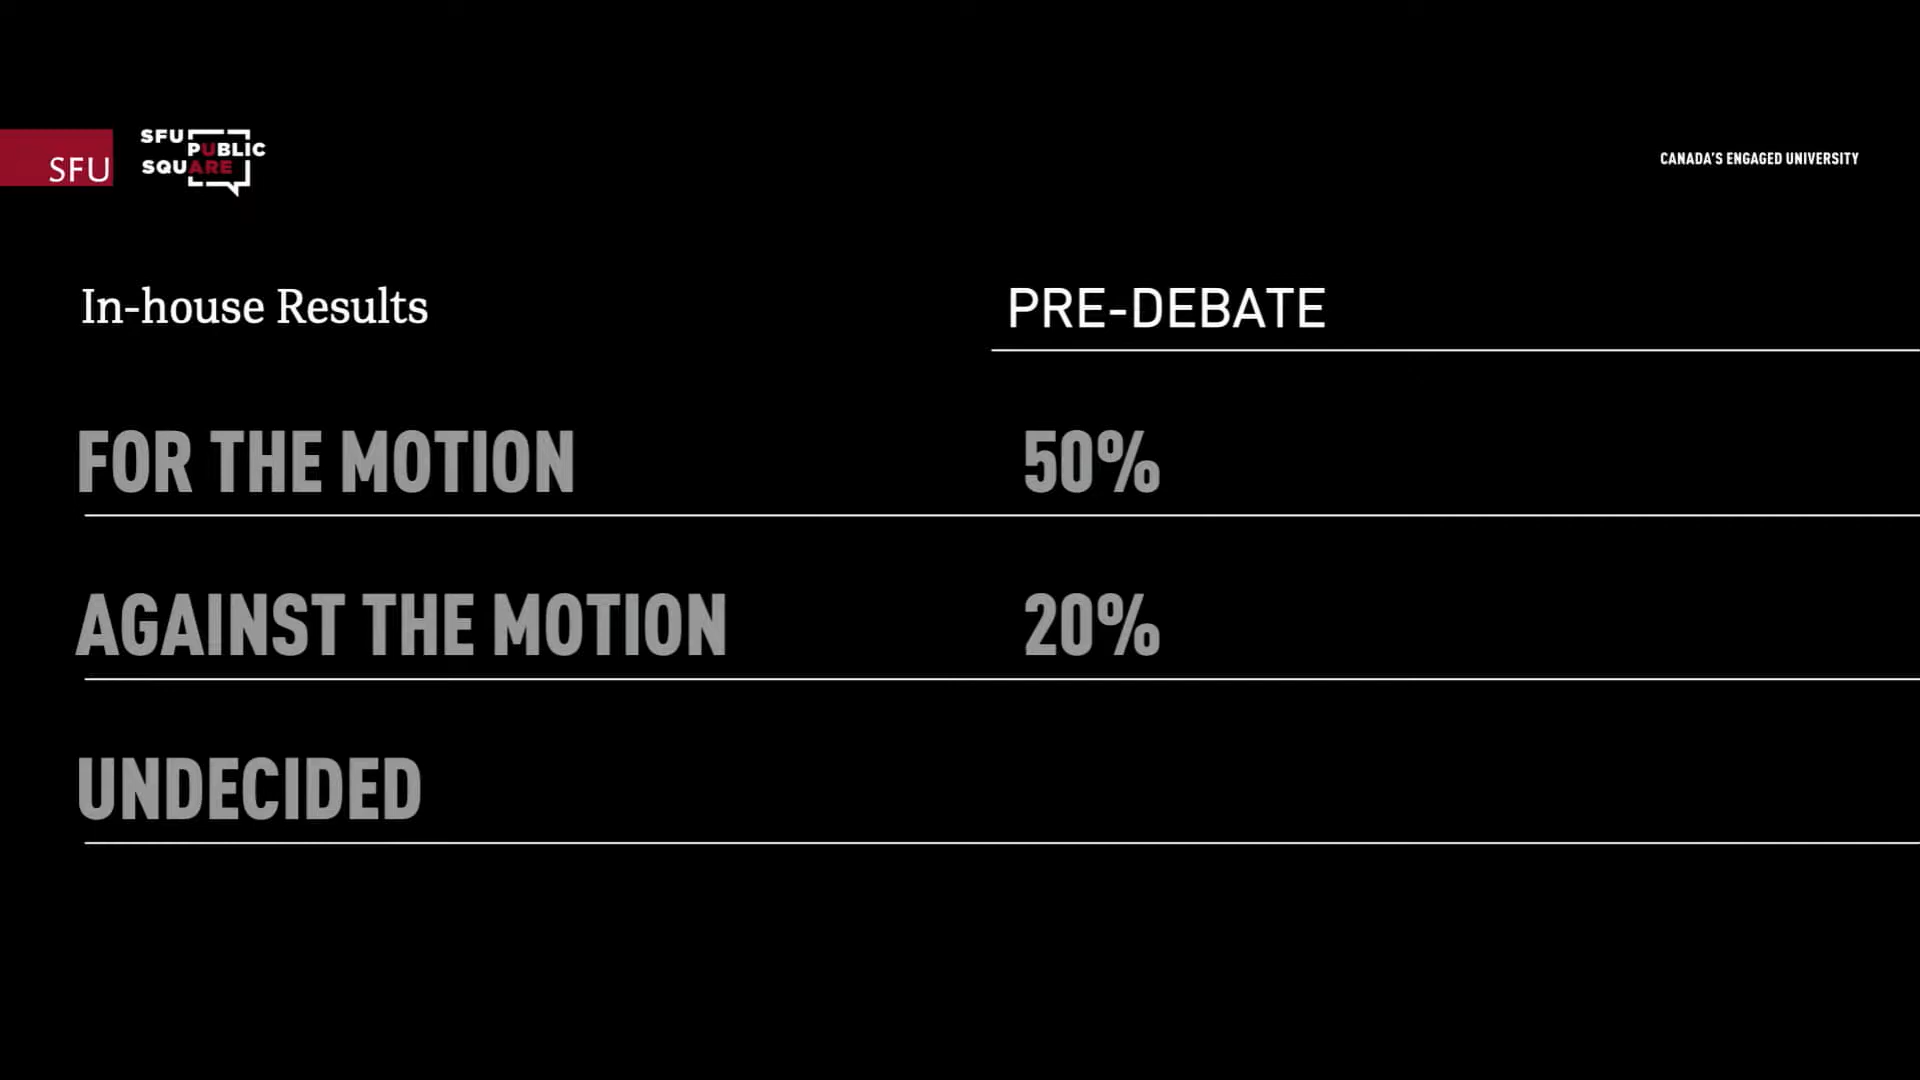 SFU
SFU
PUBLIC
SQUARE
CANADA'S ENGAGED UNIVERSITY
In-house Results
PRE-DEBATE
FOR THE MOTION
50%
AGAINST THE MOTION
20%
UNDECIDED